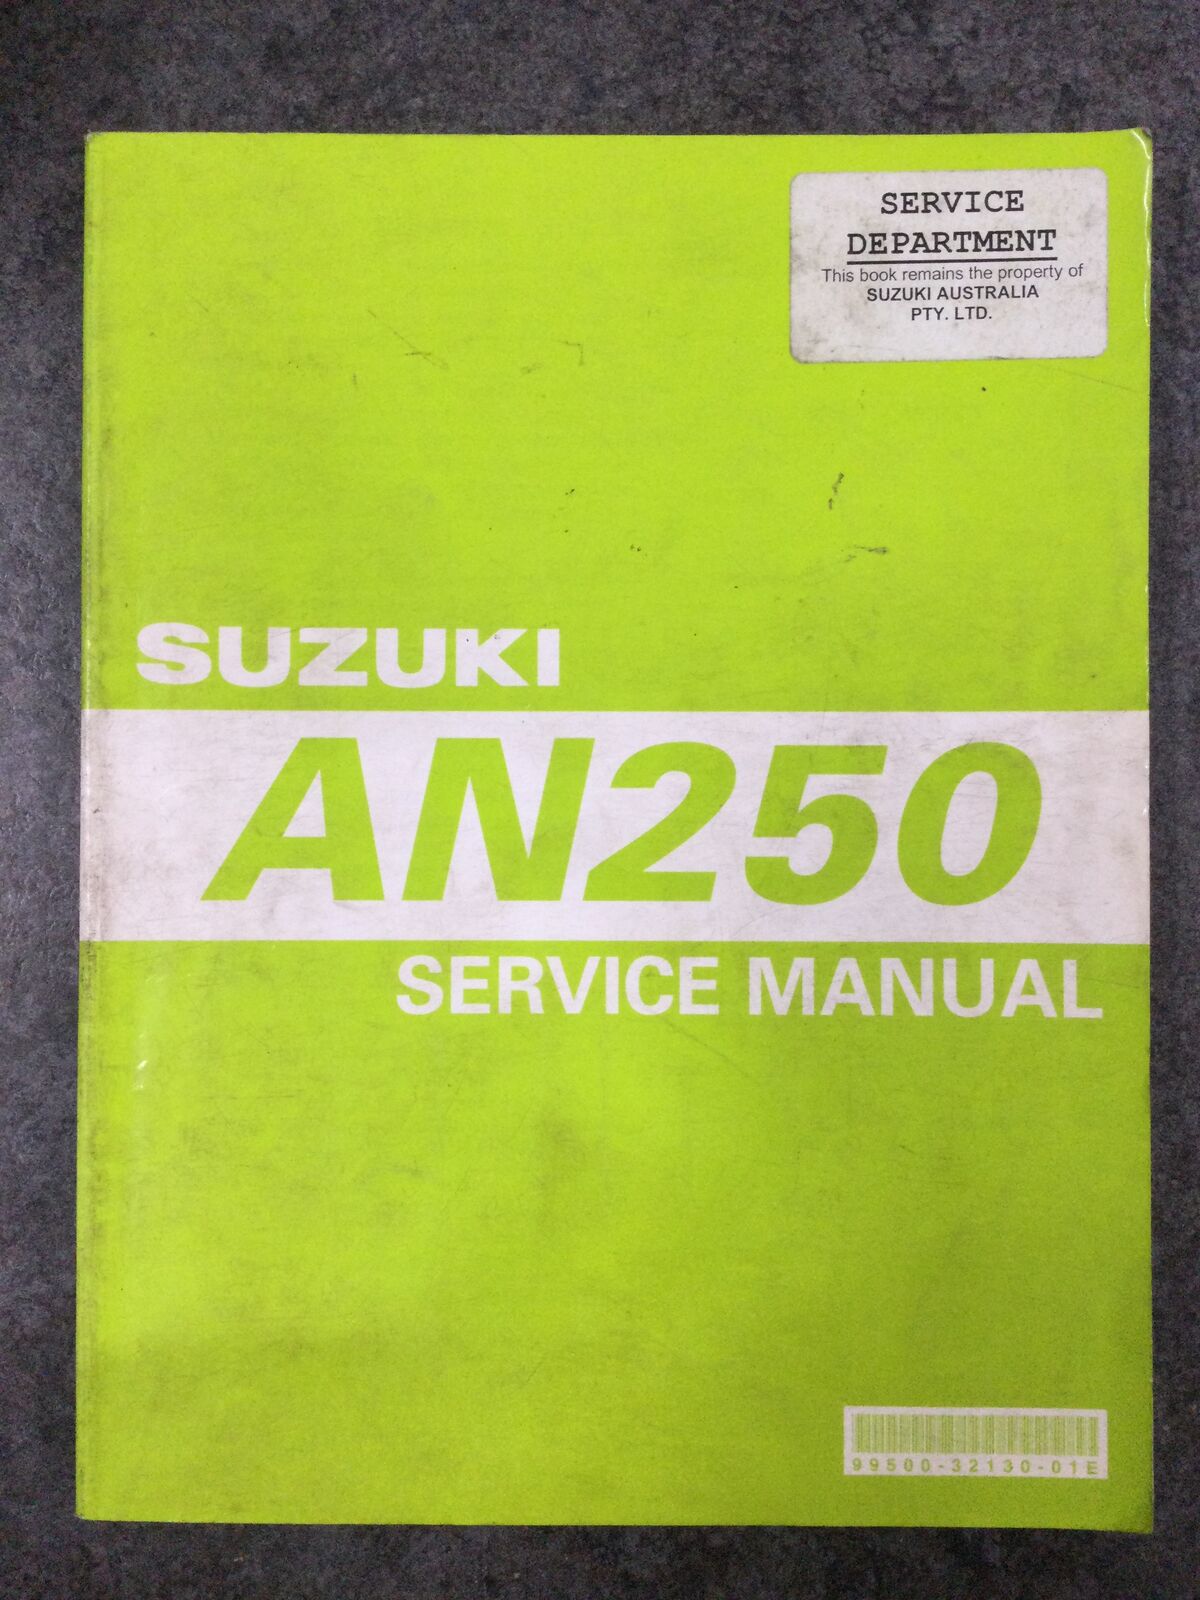 SERVICE
DEPARTMENT
This book remains the property of
SUZUKI AUSTRALIA
PTY. LTD.
SUZUKI
AN250
SERVICE MANUAL
99500-32130-01E